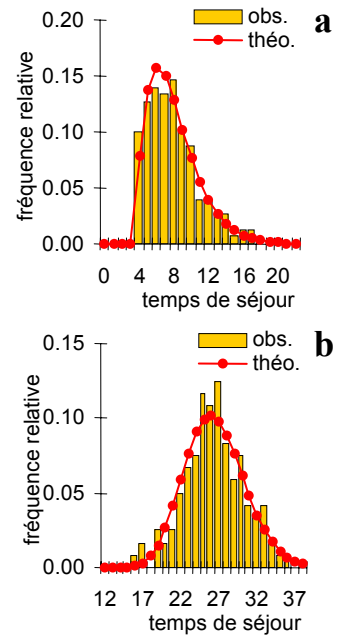 a
obs.
théo.
fréquence relative
0.20
0.15
0.10
0.05
0.00
0 4 8 12 16 20
temps de séjour
b
obs.
théo.
fréquence relative
0.15
0.10
0.05
0.00
12 17 22 27 32 37
temps de séjour